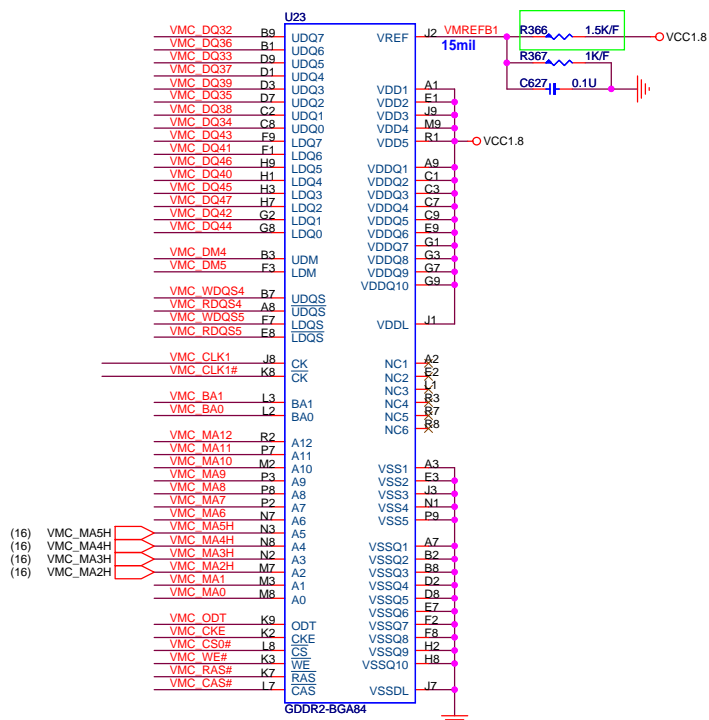 U23
VMC_DQ32 B9 UDQ7 VREF J2 VMREFB1 R366 1.5K/F VCC1.8
15mil
VMC_DQ36 B1 UDQ6
VMC_DQ33 D9 UDQ5 R367 1K/F
VMC_DQ37 D1 UDQ4
VMC_DQ39 D3 UDQ3 VDD1 A1 C627 0.1U
VMC_DQ35 D7 UDQ2 VDD2 E1
VMC_DQ38 C2 UDQ1 VDD3 J9
VMC_DQ34 C8 UDQ0 VDD4 M9
VMC_DQ43 F9 LDQ7 VDD5 R1 VCC1.8
VMC_DQ41 F1 LDQ6
VMC_DQ46 H9 LDQ5 VDDQ1 A9
VMC_DQ40 H1 LDQ4 VDDQ2 C1
VMC_DQ45 H3 LDQ3 VDDQ3 C3
VMC_DQ47 H7 LDQ2 VDDQ4 C7
VMC_DQ42 G2 LDQ1 VDDQ5 C9
VMC_DQ44 G8 LDQ0 VDDQ6 E9
VDDQ7 G1
VMC_DM4 B3 UDM VDDQ8 G3
VMC_DM5 F3 LDM VDDQ9 G7
VDDQ10 G9
VMC_WDQS4 B7 UDQS
VMC_RDQS4 A8 UDQS
VMC_WDQS5 F7 LDQS VDDL J1
VMC_RDQS5 E8 LDQS
VMC_CLK1 J8 CK NC1 A2
VMC_CLK1# K8 CK NC2 E2
NC3 L1
VMC_BA1 L3 BA1 NC4 R3
VMC_BA0 L2 BA0 NC5 R7
NC6 R8
VMC_MA12 R2 A12
VMC_MA11 P7 A11
VMC_MA10 M2 A10 VSS1 A3
VMC_MA9 P3 A9 VSS2 E3
VMC_MA8 P8 A8 VSS3 J3
VMC_MA7 P2 A7 VSS4 N1
VMC_MA6 N7 A6 VSS5 P9
(16) VMC_MA5H VMC_MA5H N3 A5
(16) VMC_MA4H VMC_MA4H N8 A4 VSSQ1 A7
(16) VMC_MA3H VMC_MA3H N2 A3 VSSQ2 B2
(16) VMC_MA2H VMC_MA2H M7 A2 VSSQ3 B8
VMC_MA1 M3 A1 VSSQ4 D2
VMC_MA0 M8 A0 VSSQ5 D8
VSSQ6 E7
VMC_ODT K9 ODT VSSQ7 F2
VMC_CKE K2 CKE VSSQ8 F8
VMC_CS0# L8 CS VSSQ9 H2
VMC_WE# K3 WE VSSQ10 H8
VMC_RAS# K7 RAS
VMC_CAS# L7 CAS VSSDL J7
GDDR2-BGA84